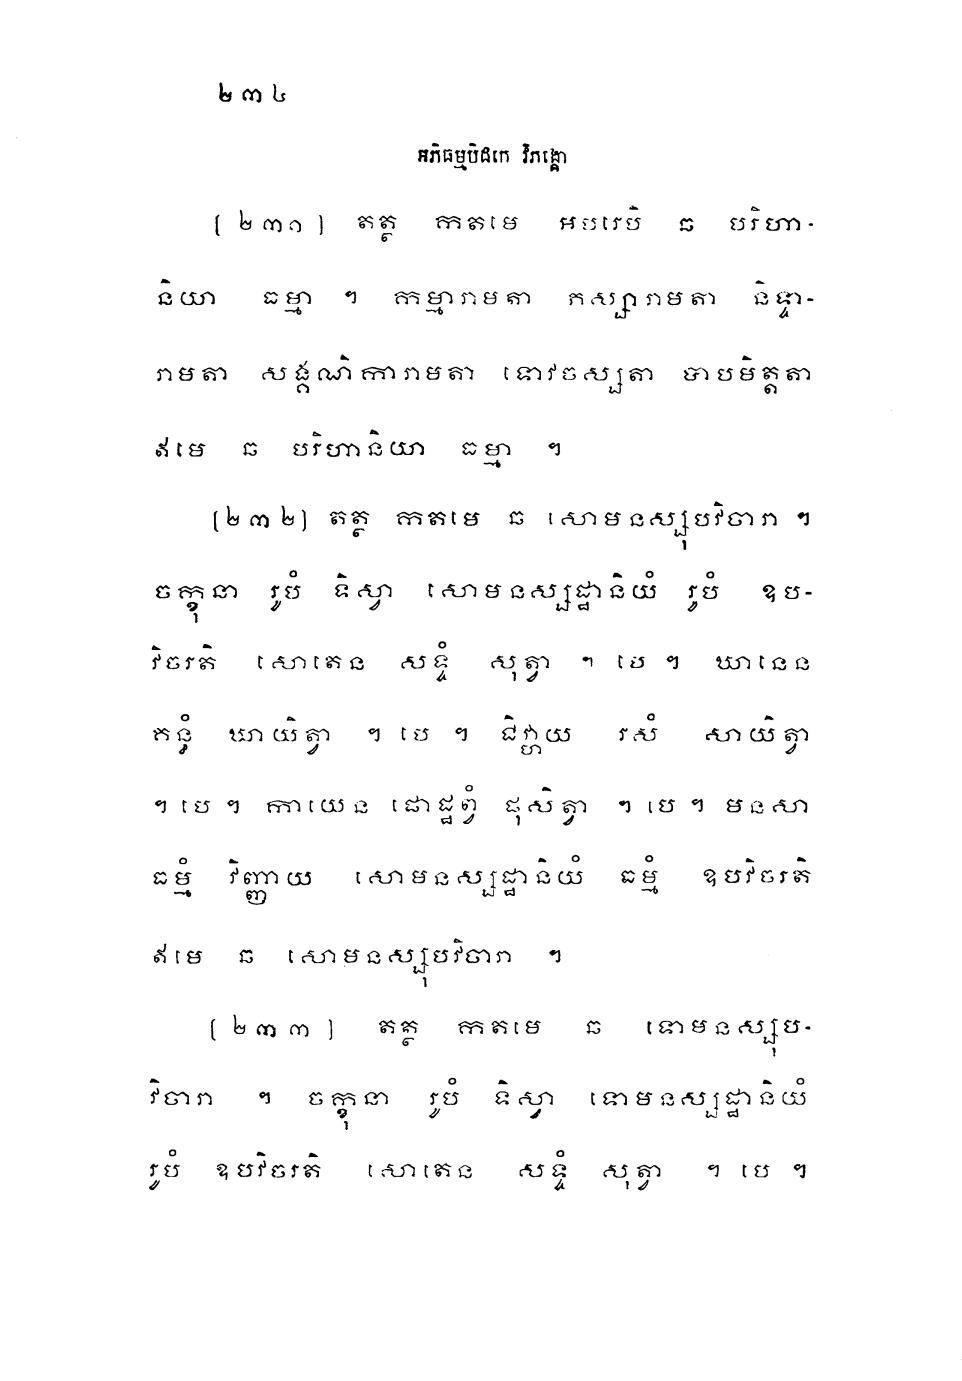 ២៣៤
អភិធម្មបិដកេ វិភង្គោ
(២៣១) តត្ថ កតមេ អបរេបិ ឆ បរិហា-
និយា ធម្មា ។ កម្មារាមតា ភស្សារាមតា និទ្ទា-
រាមតា សង្គណិការាមតា ទោវចស្សតា បាបមិត្តតា
ឥមេ ឆ បរិហានិយា ធម្មា ។
(២៣២) តត្ថ កតមេ ឆ សោមនស្សុបវិចារា ។
ចក្ខុនា រូបំ ទិស្វា សោមនស្សដ្ឋានិយំ រូបំ ឧប-
វិចរតិ សោតេន សទ្ទំ សុត្វា ។ បេ ។ ឃានេន
គន្ធំ ឃាយិត្វា ។ បេ ។ ជិវ្ហាយ រសំ សាយិត្វា
។ បេ ។ កាយេន ផោដ្ឋព្វំ ផុសិត្វា ។ បេ ។ មនសា
ធម្មំ វិញ្ញាយ សោមនស្សដ្ឋានិយំ ធម្មំ ឧបវិចរតិ
ឥមេ ឆ សោមនស្សុបវិចារា ។
(២៣៣) តត្ថ កតមេ ឆ ទោមនស្សុប-
វិចារា ។ ចក្ខុនា រូបំ ទិស្វា ទោមនស្សដ្ឋានិយំ
រូបំ ឧបវិចរតិ សោតេន សទ្ទំ សុត្វា ។ បេ ។